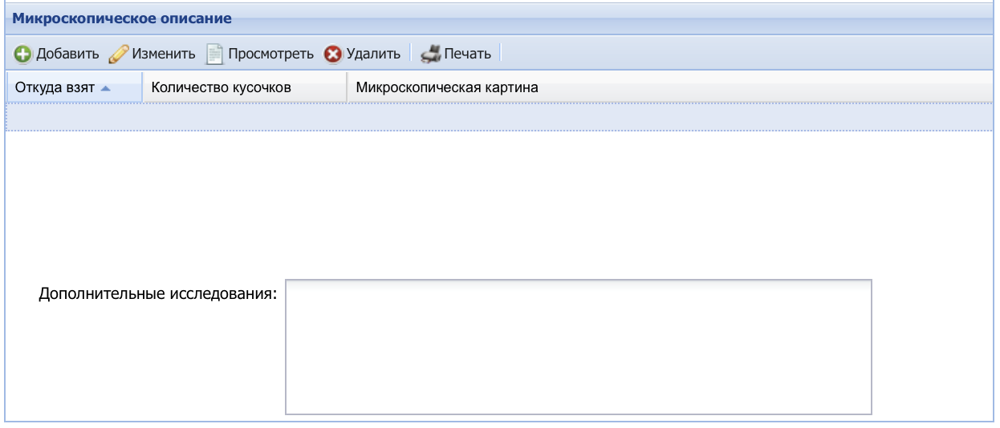 Микроскопическое описание
Добавить Изменить Просмотреть Удалить Печать
Откуда взят Количество кусочков Микроскопическая картина
Дополнительные исследования: